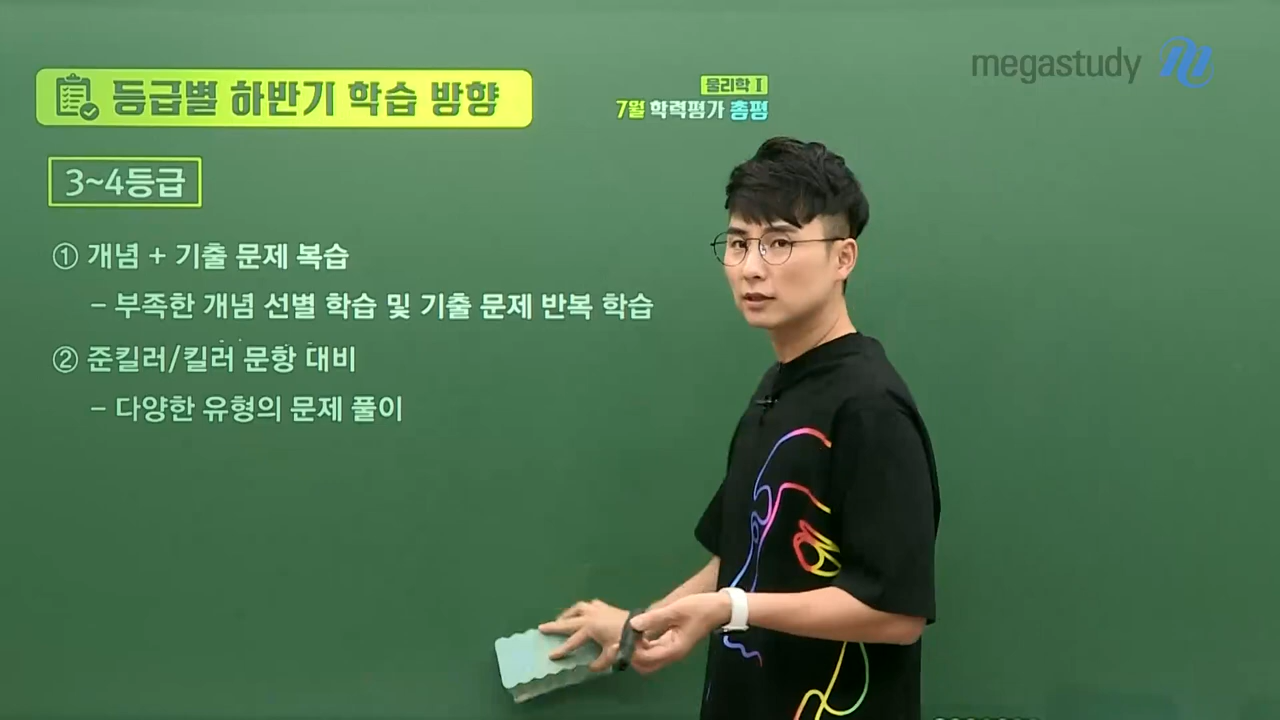 megastudy
등급별 하반기 학습 방향
물리학 I
7월 학력평가 총평
3~4등급
① 개념 + 기출 문제 복습
– 부족한 개념 선별 학습 및 기출 문제 반복 학습
② 준킬러/킬러 문항 대비
– 다양한 유형의 문제 풀이